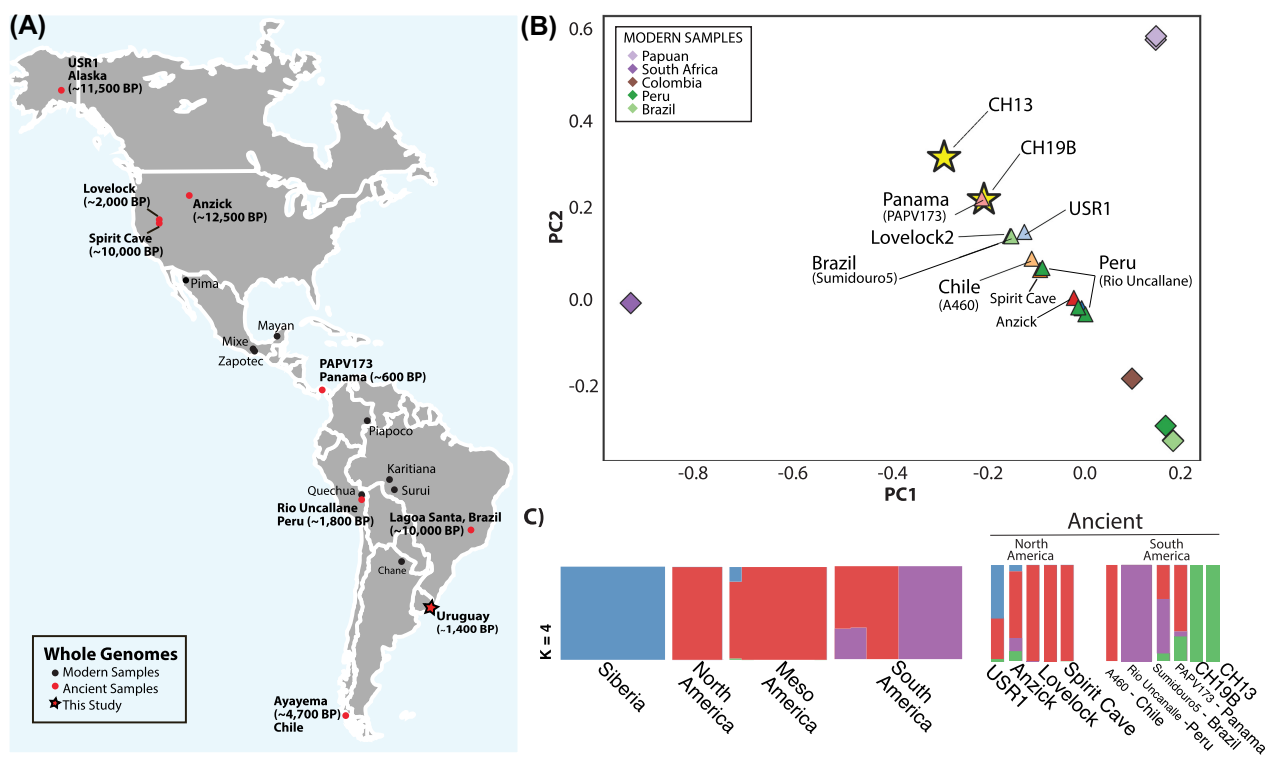 (A)
USR1
Alaska
(~11,500 BP)
Lovelock
(~2,000 BP)
Anzick
(~12,500 BP)
Spirit Cave
(~10,000 BP)
Pima
Mayan
Mixe
Zapotec
PAPV173
Panama (~600 BP)
Piapoco
Karitiana
Surui
Quechua
Rio Uncallane
Peru (~1,800 BP)
Lagoa Santa, Brazil
(~10,000 BP)
Chane
Uruguay
(~1,400 BP)
Ayayema
(~4,700 BP)
Chile
Whole Genomes
Modern Samples
Ancient Samples
This Study
(B)
MODERN SAMPLES
Papuan
South Africa
Colombia
Peru
Brazil
0.6
0.4
0.2
0.0
-0.2
PC2
CH13
CH19B
Panama
(PAPV173)
USR1
Lovelock2
Brazil
(Sumidouro5)
Chile
(A460)
Peru
(Rio Uncallane)
Spirit Cave
Anzick
-0.8
-0.6
-0.4
-0.2
0.0
0.2
PC1
C)
Ancient
North
America
South
America
K = 4
Siberia
North
America
Meso
America
South
America
USR1
Anzick
Lovelock
Spirit Cave
A460 - Chile
Rio Uncanalle -Peru
Sumidouro5 - Brazil
PAPV173 - Panama
CH19B
CH13